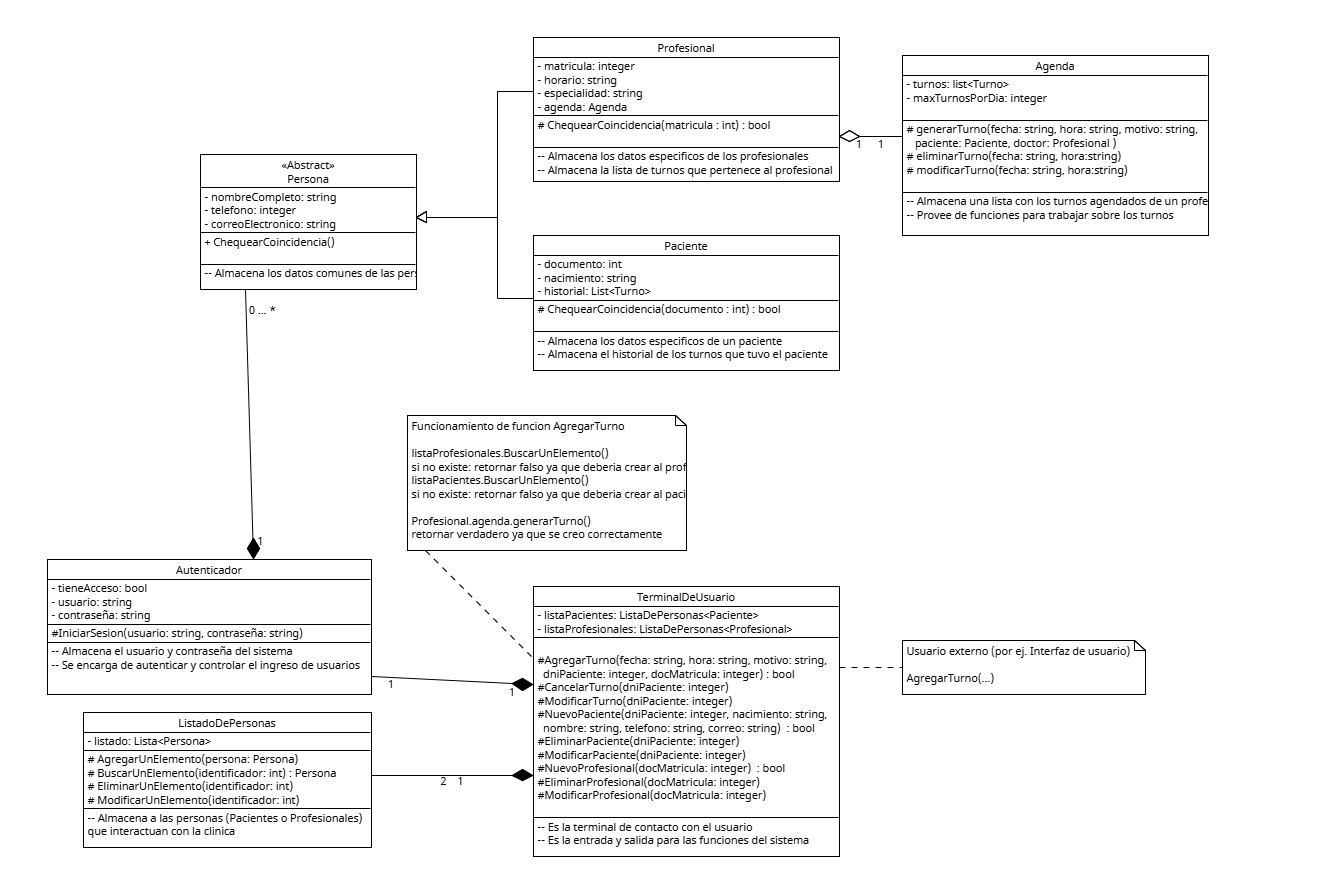 Profesional
- matricula: integer
- horario: string
- especialidad: string
- agenda: Agenda
# ChequearCoincidencia(matricula : int) : bool
-- Almacena los datos especificos de los profesionales
-- Almacena la lista de turnos que pertenece al profesional
1
1
Agenda
- turnos: list<Turno>
- maxTurnosPorDia: integer
# generarTurno(fecha: string, hora: string, motivo: string,
paciente: Paciente, doctor: Profesional )
# eliminarTurno(fecha: string, hora:string)
# modificarTurno(fecha: string, hora:string)
-- Almacena una lista con los turnos agendados de un profe
-- Provee de funciones para trabajar sobre los turnos
«Abstract»
Persona
- nombreCompleto: string
- telefono: integer
- correoElectronico: string
+ ChequearCoincidencia()
-- Almacena los datos comunes de las pers
0 ... *
1
Paciente
- documento: int
- nacimiento: string
- historial: List<Turno>
# ChequearCoincidencia(documento : int) : bool
-- Almacena los datos especificos de un paciente
-- Almacena el historial de los turnos que tuvo el paciente
Funcionamiento de funcion AgregarTurno
listaProfesionales.BuscarUnElemento()
si no existe: retornar falso ya que deberia crear al prof
listaPacientes.BuscarUnElemento()
si no existe: retornar falso ya que deberia crear al paci
Profesional.agenda.generarTurno()
retornar verdadero ya que se creo correctamente
Autenticador
- tieneAcceso: bool
- usuario: string
- contraseña: string
#IniciarSesion(usuario: string, contraseña: string)
-- Almacena el usuario y contraseña del sistema
-- Se encarga de autenticar y controlar el ingreso de usuarios
1
1
ListadoDePersonas
- listado: Lista<Persona>
# AgregarUnElemento(persona: Persona)
# BuscarUnElemento(identificador: int) : Persona
# EliminarUnElemento(identificador: int)
# ModificarUnElemento(identificador: int)
-- Almacena a las personas (Pacientes o Profesionales)
que interactuan con la clinica
2
1
TerminalDeUsuario
- listaPacientes: ListaDePersonas<Paciente>
- listaProfesionales: ListaDePersonas<Profesional>
#AgregarTurno(fecha: string, hora: string, motivo: string,
dniPaciente: integer, docMatricula: integer) : bool
#CancelarTurno(dniPaciente: integer)
#ModificarTurno(dniPaciente: integer)
#NuevoPaciente(dniPaciente: integer, nacimiento: string,
nombre: string, telefono: string, correo: string) : bool
#EliminarPaciente(dniPaciente: integer)
#ModificarPaciente(dniPaciente: integer)
#NuevoProfesional(docMatricula: integer) : bool
#EliminarProfesional(docMatricula: integer)
#ModificarProfesional(docMatricula: integer)
-- Es la terminal de contacto con el usuario
-- Es la entrada y salida para las funciones del sistema
Usuario externo (por ej. Interfaz de usuario)
AgregarTurno(...)